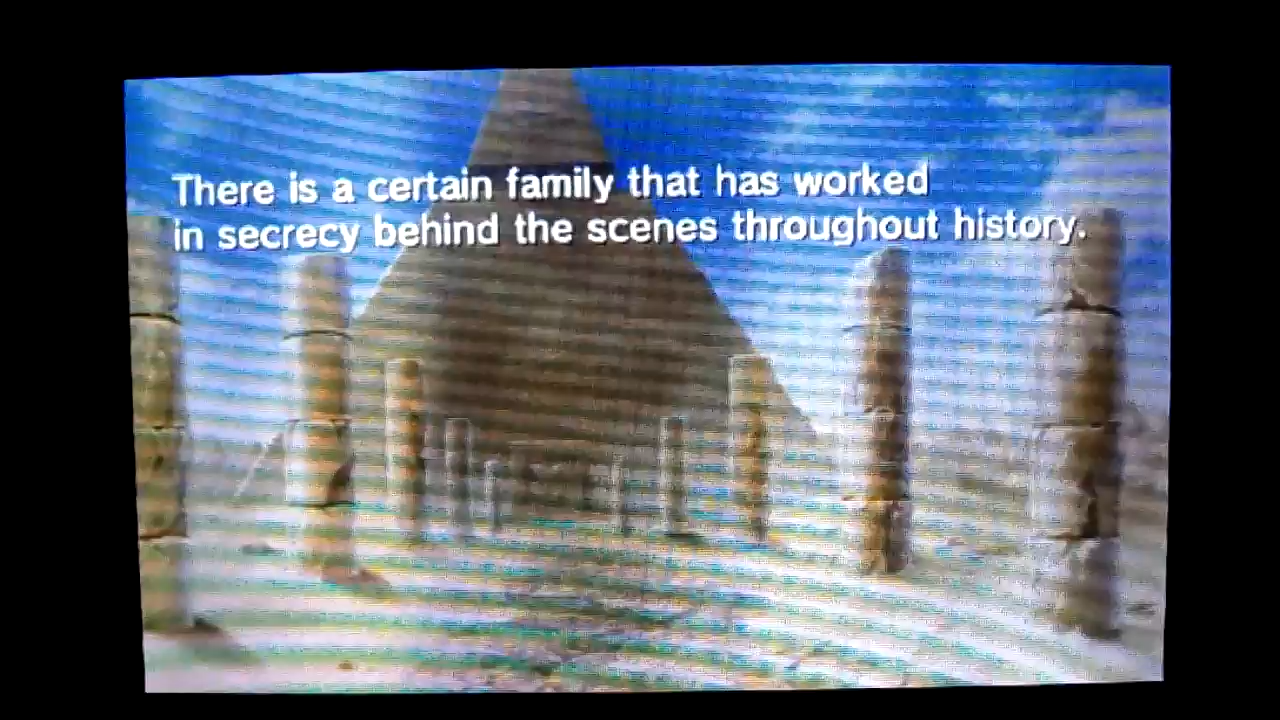 There is a certain family that has worked
in secrecy behind the scenes throughout history.